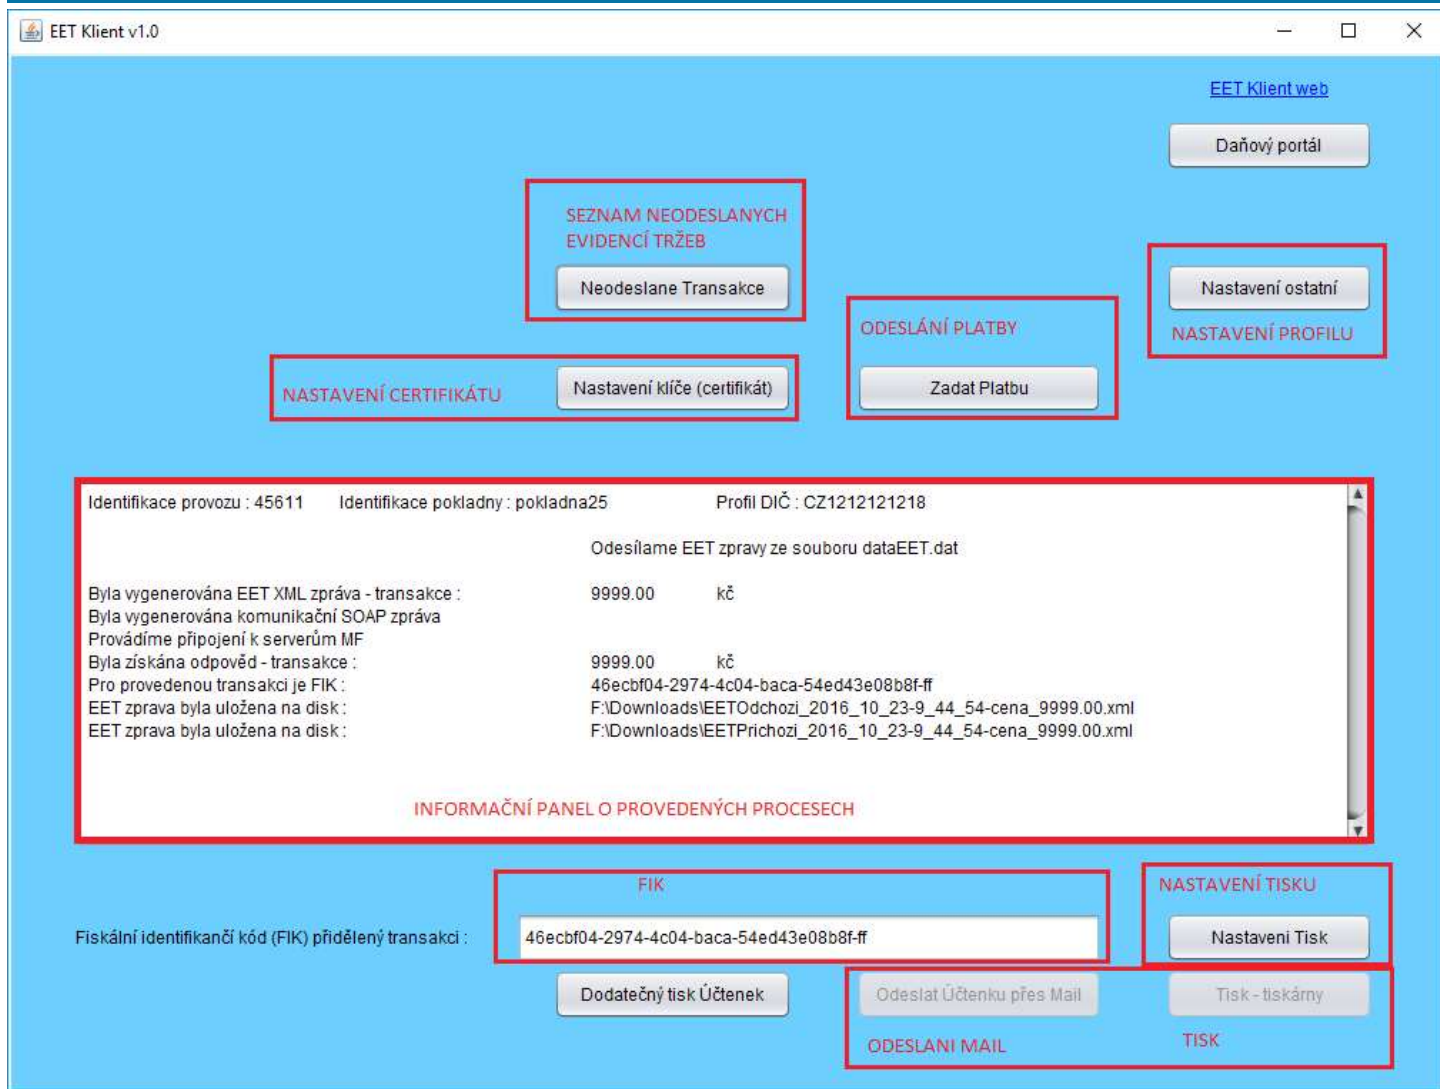 EET Klient v1.0
EET Klient web
Daňový portál
SEZNAM NEODESLANYCH
EVIDENCÍ TRŽEB
Neodeslane Transakce
Nastavení ostatní
ODESLÁNÍ PLATBY
NASTAVENÍ PROFILU
NASTAVENÍ CERTIFIKÁTU
Nastavení klíče (certifikát)
Zadat Platbu
Identifikace provozu : 45611 Identifikace pokladny : pokladna25 Profil DIČ : CZ1212121218
Odesílame EET zpravy ze souboru dataEET.dat
Byla vygenerována EET XML zpráva - transakce : 9999.00 kč
Byla vygenerována komunikační SOAP zpráva
Provádíme připojení k serverům MF
Byla získána odpověd - transakce : 9999.00 kč
Pro provedenou transakci je FIK : 46ecbf04-2974-4c04-baca-54ed43e08b8f-ff
EET zprava byla uložena na disk : F:\Downloads\EETOdchozi_2016_10_23-9_44_54-cena_9999.00.xml
EET zprava byla uložena na disk : F:\Downloads\EETPrichozi_2016_10_23-9_44_54-cena_9999.00.xml
INFORMAČNÍ PANEL O PROVEDENÝCH PROCESECH
FIK
NASTAVENÍ TISKU
Fiskální identifikančí kód (FIK) přidělený transakci : 46ecbf04-2974-4c04-baca-54ed43e08b8f-ff
Nastaveni Tisk
Dodatečný tisk Účtenek
Odeslat Účtenku přes Mail
Tisk - tiskárny
ODESLANI MAIL
TISK